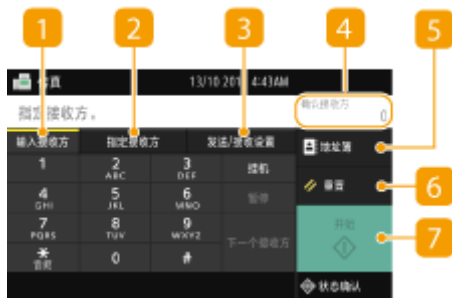 1 2 3 4 5
传真 13/10 201 4:43AM
指定接收方。
确认接收方
0
输入接收方 指定接收方 发送/接收设置
地址簿
1 2 ABC 3 DEF 挂机
4 GHI 5 JKL 6 MNO 暂停
重置
6
7 PQRS 8 TUV 9 WXYZ 下一个接收方
开始
7
* 音频 0 #
状态确认